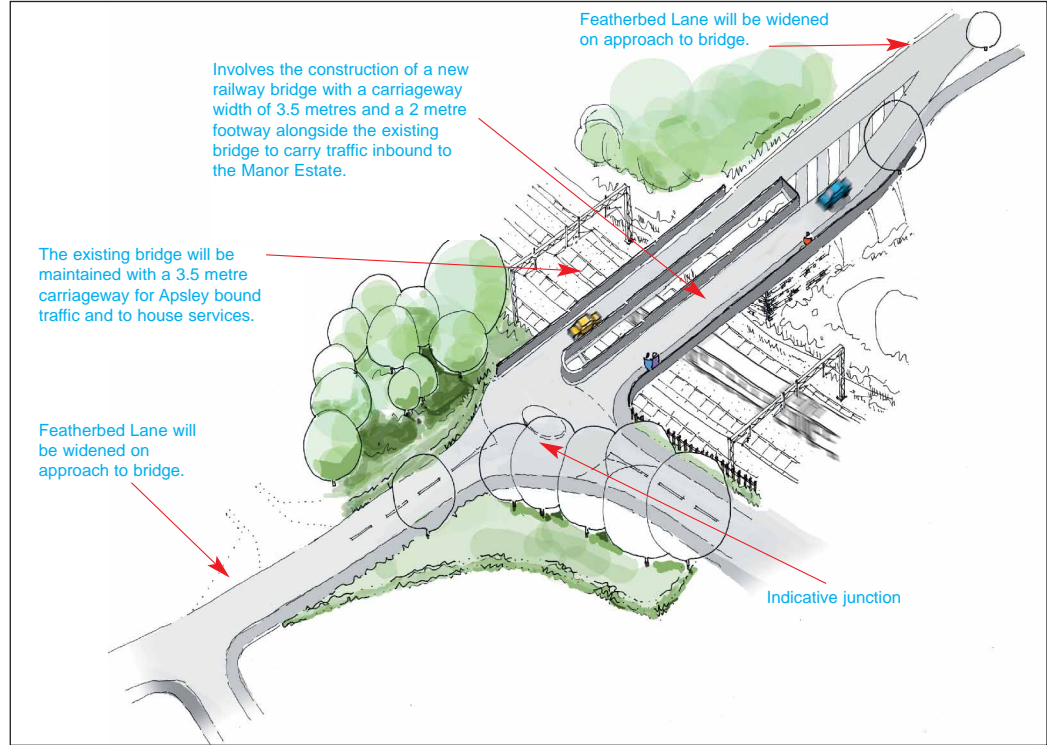 Featherbed Lane will be widened
on approach to bridge.
Involves the construction of a new
railway bridge with a carriageway
width of 3.5 metres and a 2 metre
footway alongside the existing
bridge to carry traffic inbound to
the Manor Estate.
The existing bridge will be
maintained with a 3.5 metre
carriageway for Apsley bound
traffic and to house services.
Featherbed Lane will
be widened on
approach to bridge.
Indicative junction